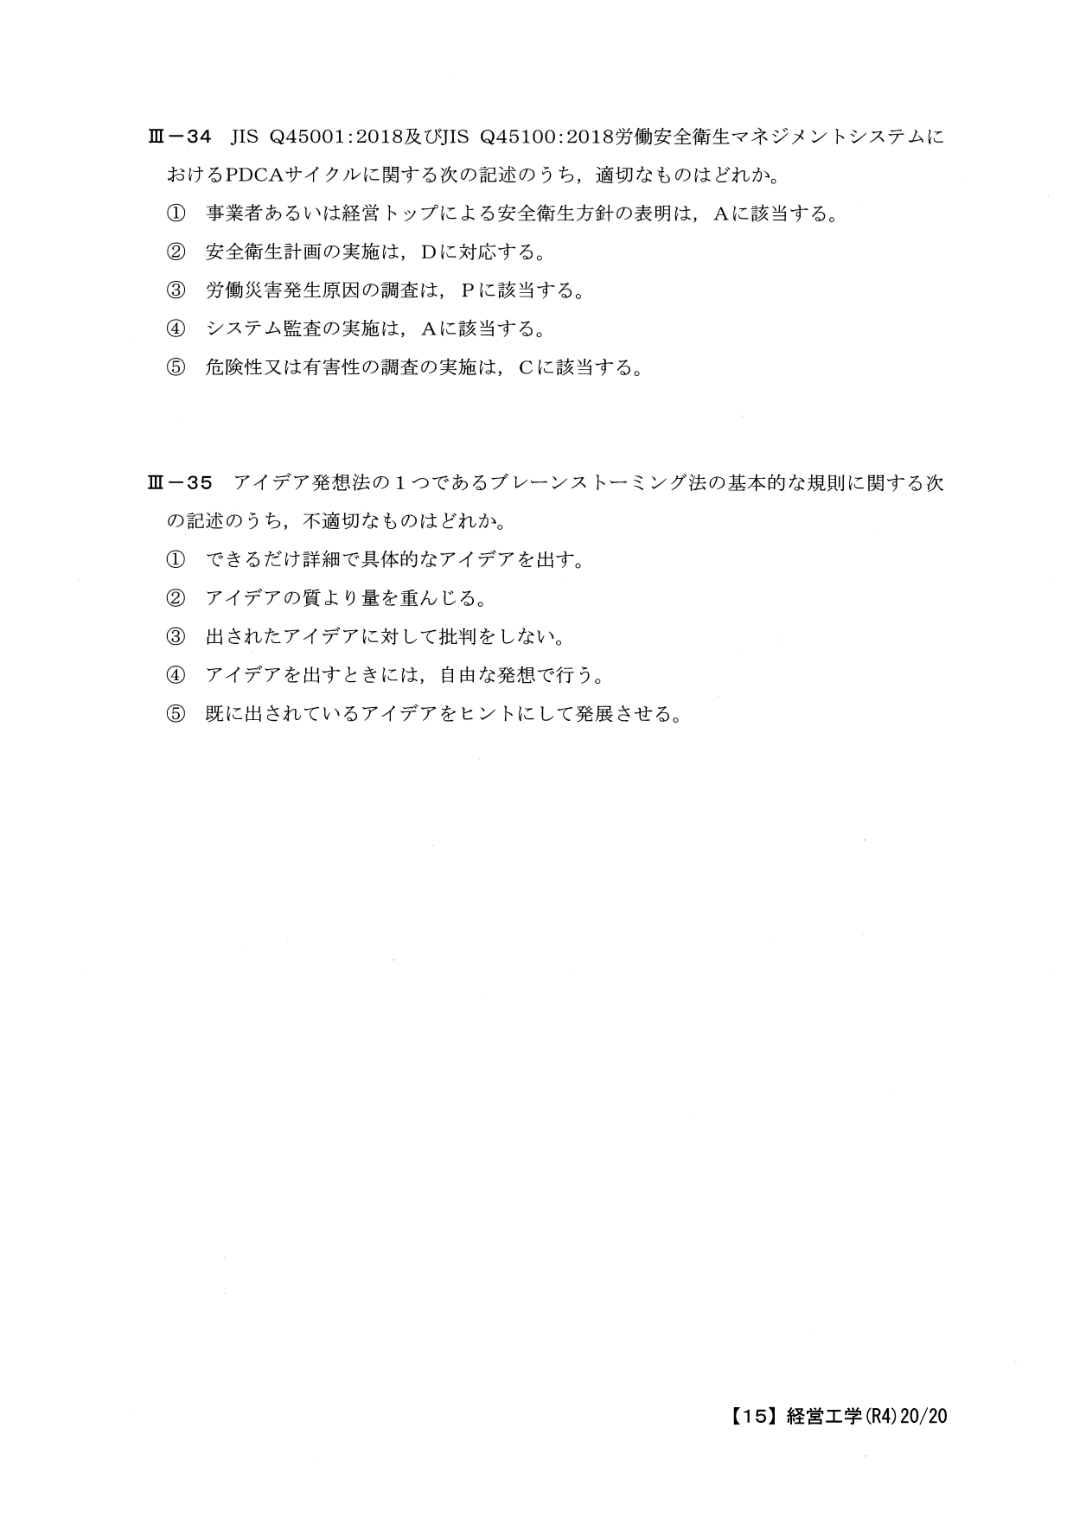 Ⅲ－34　JIS Q45001:2018及びJIS Q45100:2018労働安全衛生マネジメントシステムに
おけるPDCAサイクルに関する次の記述のうち，適切なものはどれか。
①　事業者あるいは経営トップによる安全衛生方針の表明は，Aに該当する。
②　安全衛生計画の実施は，Dに対応する。
③　労働災害発生原因の調査は，Pに該当する。
④　システム監査の実施は，Aに該当する。
⑤　危険性又は有害性の調査の実施は，Cに該当する。
Ⅲ－35　アイデア発想法の１つであるブレーンストーミング法の基本的な規則に関する次
の記述のうち，不適切なものはどれか。
①　できるだけ詳細で具体的なアイデアを出す。
②　アイデアの質より量を重んじる。
③　出されたアイデアに対して批判をしない。
④　アイデアを出すときには，自由な発想で行う。
⑤　既に出されているアイデアをヒントにして発展させる。
【15】経営工学(R4)20/20